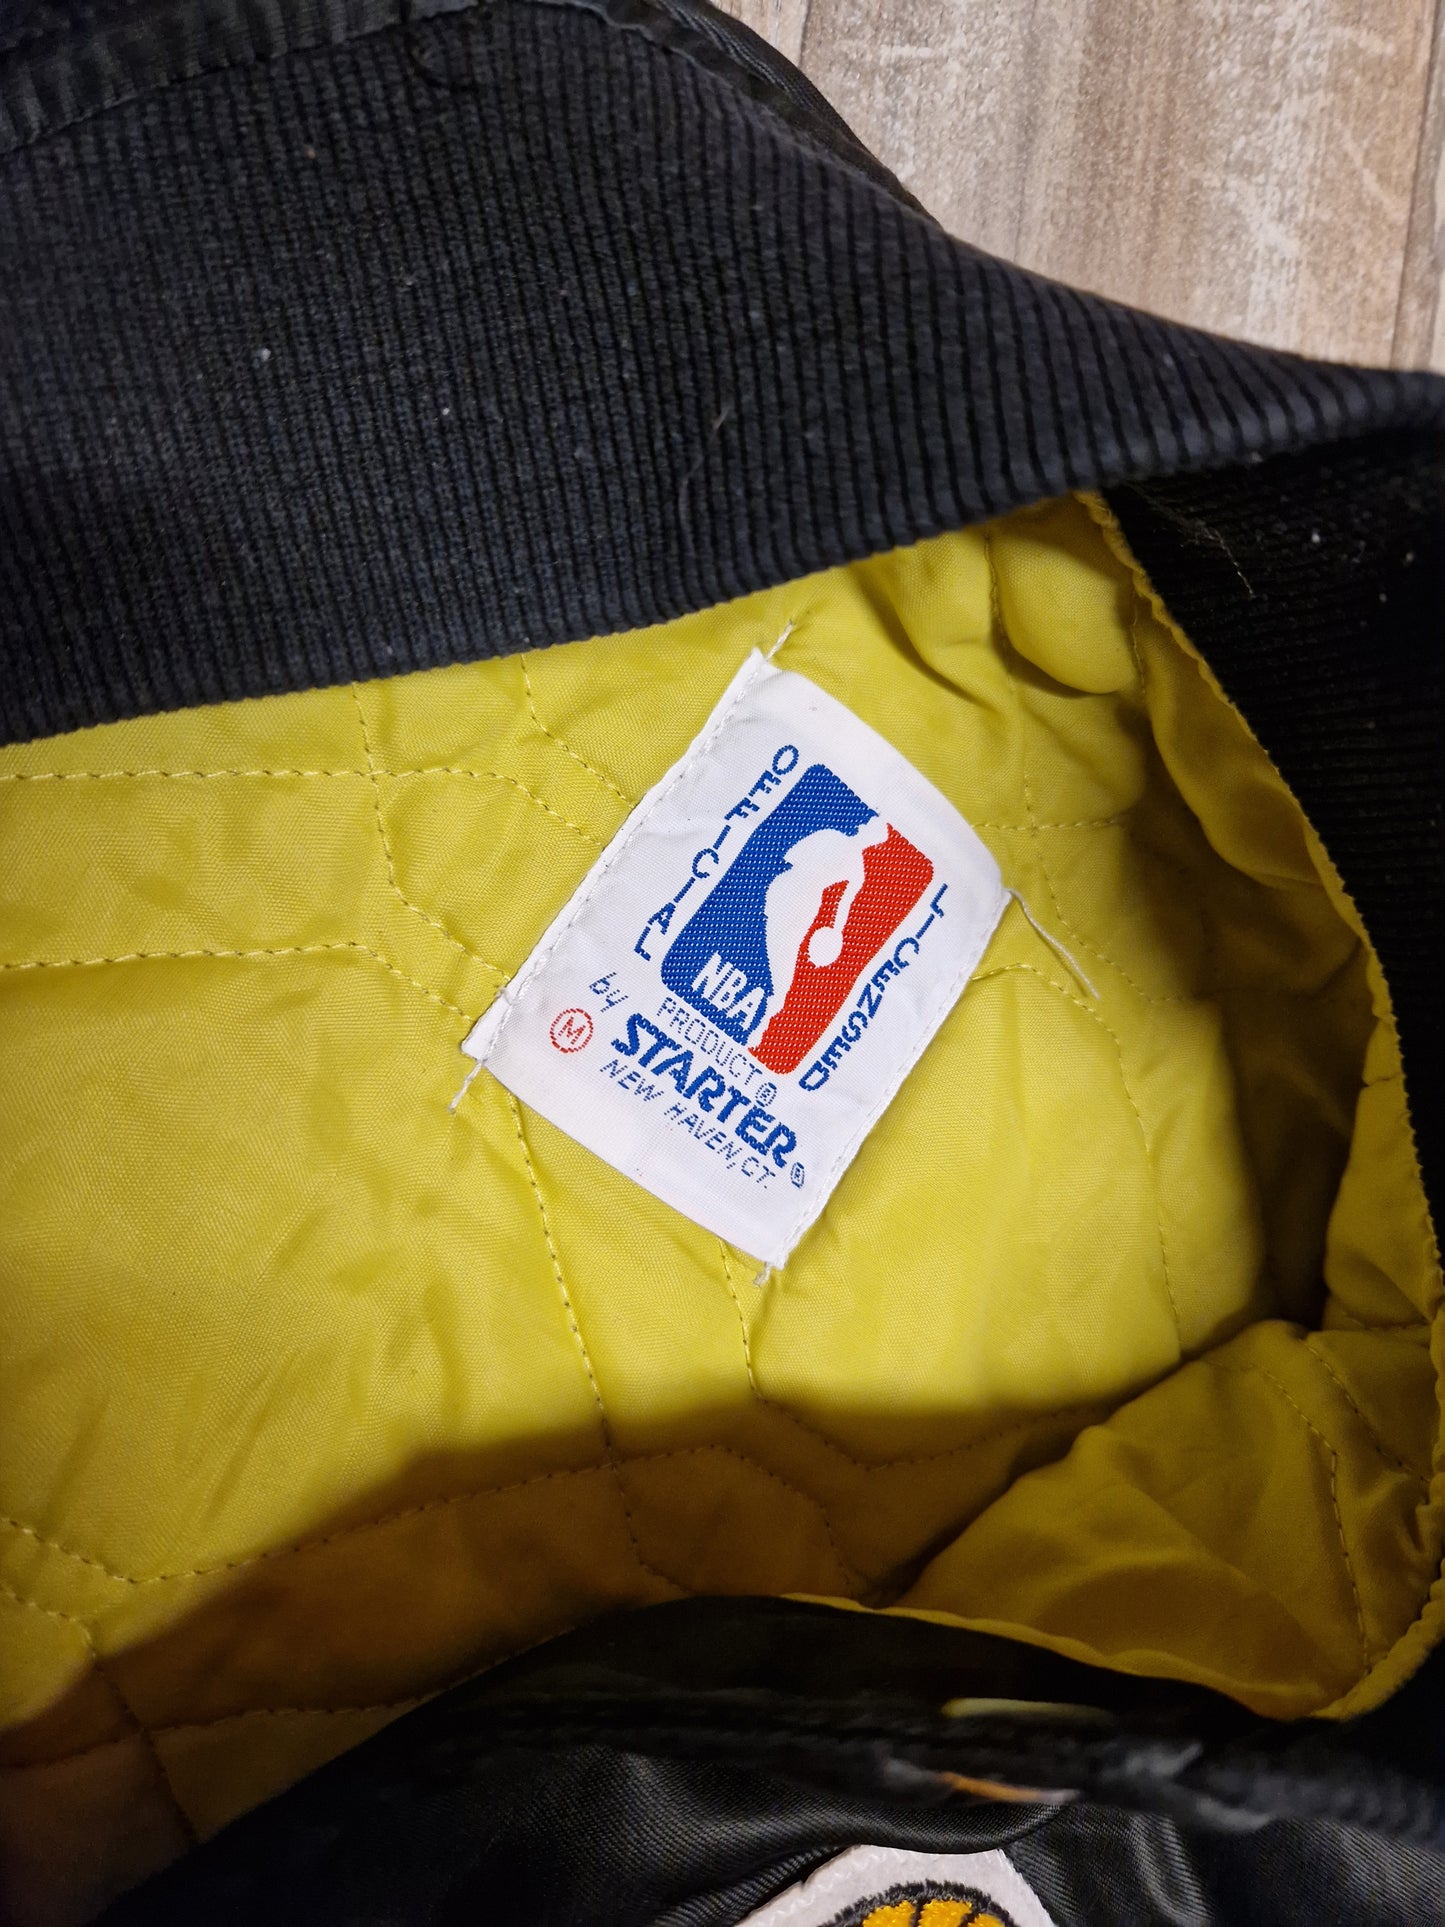 OFFICIAL
LICENSED
NBA
PRODUCT®
by
STARTER®
M
NEW HAVEN, CT.